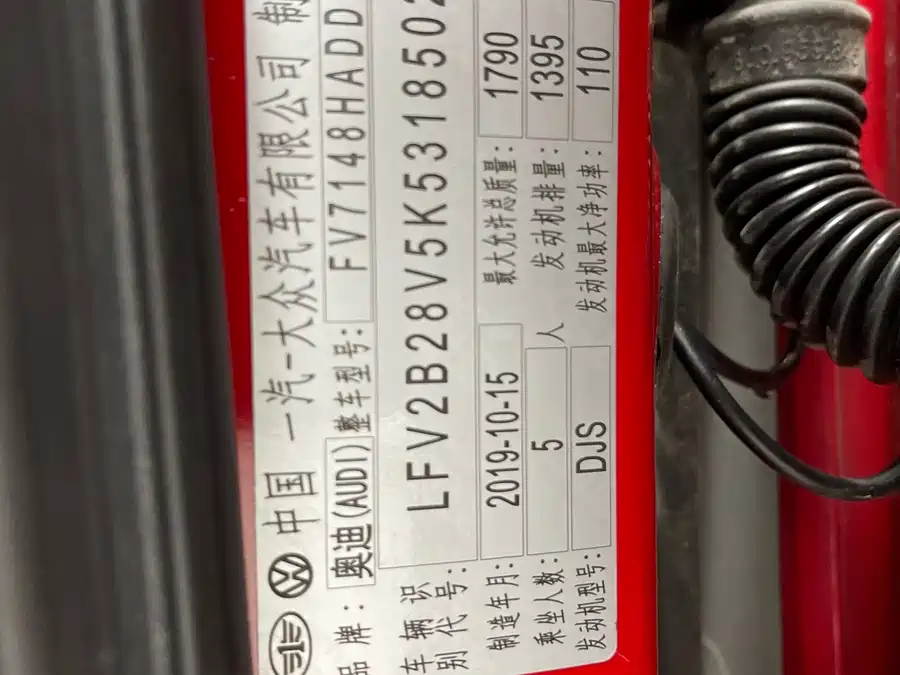 中国 一汽-大众汽车有限公司 制
品牌: 奥迪(AUDI) 整车型号: FV7148HADD
车辆识别代号: LFV2B28V5K5318502
制造年月: 2019-10-15 最大允许总质量: 1790
乘坐人数: 5 人 发动机排量: 1395
发动机型号: DJS 发动机最大净功率: 110